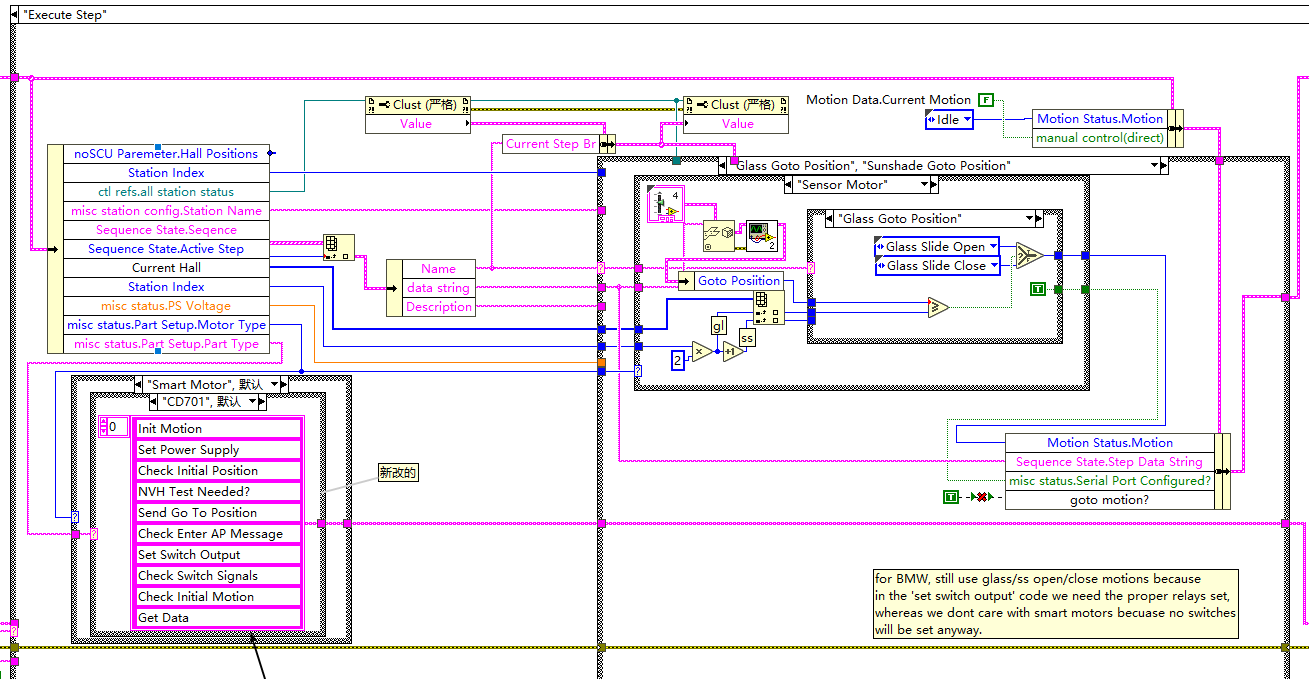 "Execute Step"
Clust (严格)
Value
Clust (严格)
Value
Motion Data.Current Motion
F
Idle
Motion Status.Motion
manual control(direct)
Current Step Br
noSCU Paremeter.Hall Positions
Station Index
ctl refs.all station status
misc station config.Station Name
Sequence State.Seqence
Sequence State.Active Step
Current Hall
Station Index
misc status.PS Voltage
misc status.Part Setup.Motor Type
misc status.Part Setup.Part Type
Name
data string
Description
"Glass Goto Position", "Sunshade Goto Position"
"Sensor Motor"
4
2
"Glass Goto Position"
Glass Slide Open
Glass Slide Close
?
T
Goto Posiition
gl
ss
2
×
+1
≥
?
?
?
"Smart Motor", 默认
"CD701", 默认
0
Init Motion
Set Power Supply
Check Initial Position
NVH Test Needed?
Send Go To Position
Check Enter AP Message
Set Switch Output
Check Switch Signals
Check Initial Motion
Get Data
?
?
新改的
Motion Status.Motion
Sequence State.Step Data String
misc status.Serial Port Configured?
goto motion?
T
for BMW, still use glass/ss open/close motions because
in the 'set switch output' code we need the proper relays set,
whereas we dont care with smart motors becuase no switches
will be set anyway.
?